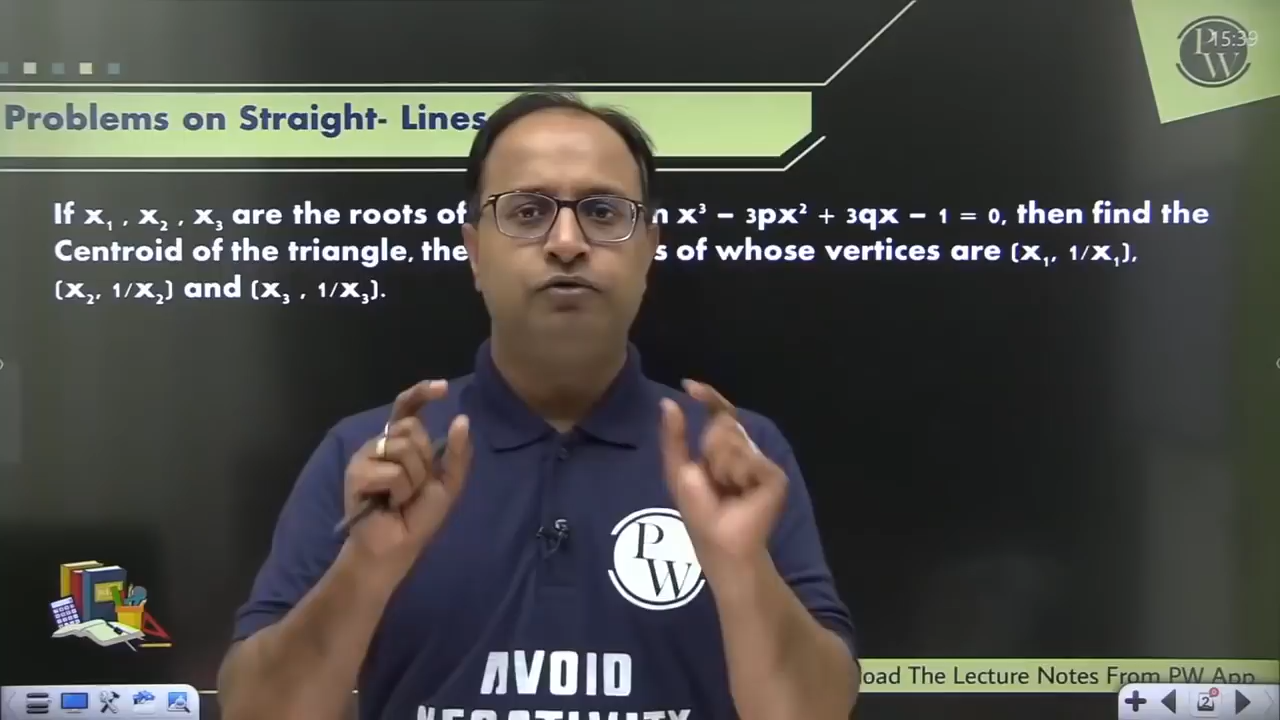 PW
15:39
Problems on Straight- Lines
If x₁ , x₂ , x₃ are the roots of x³ – 3px² + 3qx – 1 = 0, then find the
Centroid of the triangle, the of whose vertices are (x₁, 1/x₁),
(x₂, 1/x₂) and (x₃ , 1/x₃).
PW
AVOID
NEGATIVITY
The Lecture Notes From PW App
2